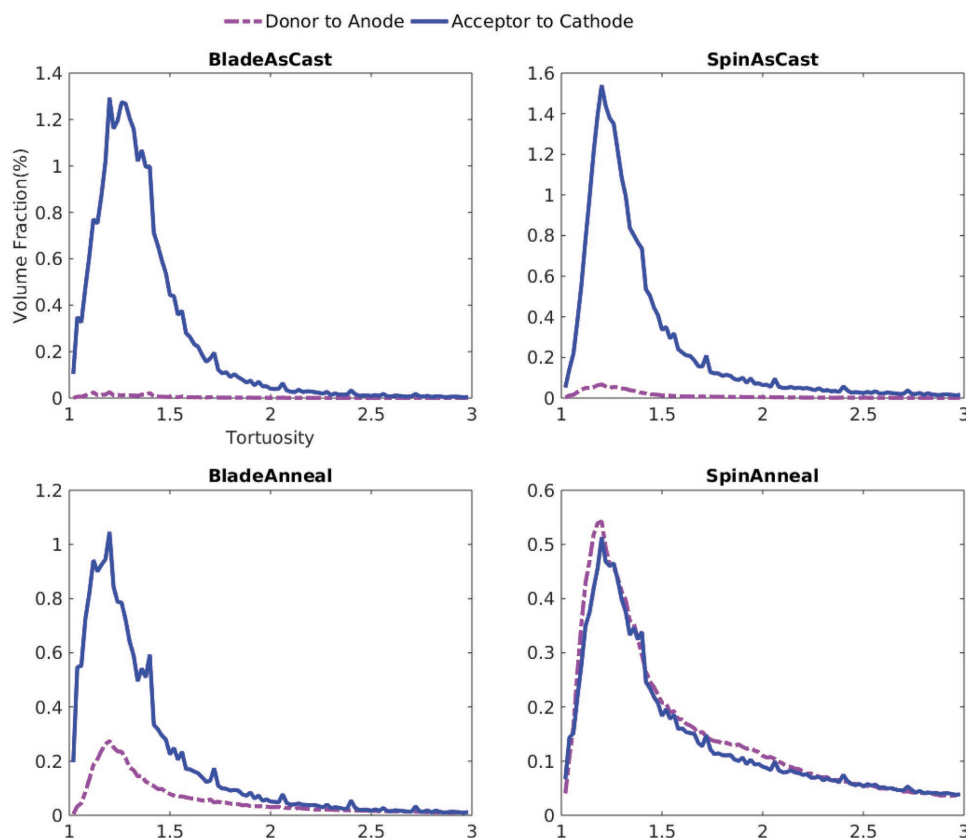 Donor to Anode Acceptor to Cathode
BladeAsCast
1.4
1.2
1
0.8
0.6
0.4
0.2
0
Volume Fraction(%)
1 1.5 2 2.5 3
Tortuosity
SpinAsCast
1.6
1.4
1.2
1
0.8
0.6
0.4
0.2
0
1 1.5 2 2.5 3
BladeAnneal
1.2
1
0.8
0.6
0.4
0.2
0
1 1.5 2 2.5 3
SpinAnneal
0.6
0.5
0.4
0.3
0.2
0.1
0
1 1.5 2 2.5 3